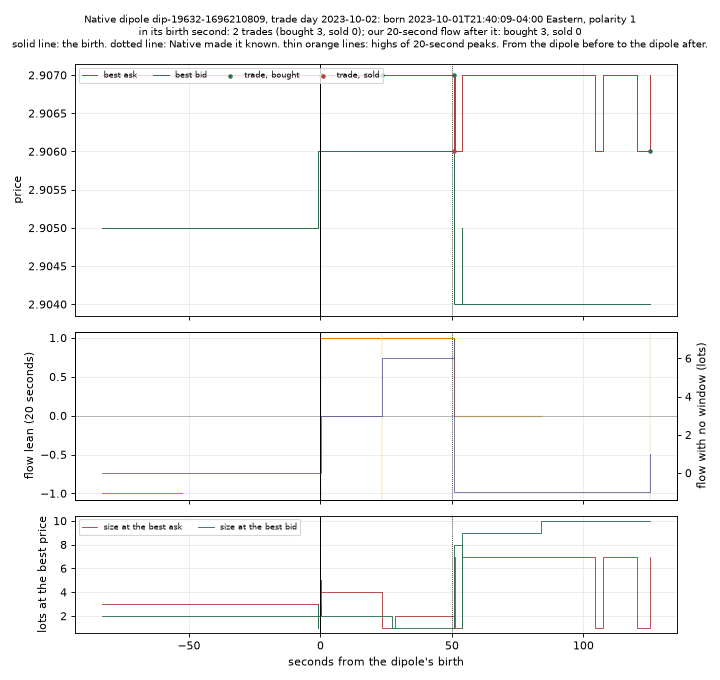 Native dipole dip-19632-1696210809, trade day 2023-10-02: born 2023-10-01T21:40:09-04:00 Eastern, polarity 1
in its birth second: 2 trades (bought 3, sold 0); our 20-second flow after it: bought 3, sold 0
solid line: the birth. dotted line: Native made it known. thin orange lines: highs of 20-second peaks. From the dipole before to the dipole after.
best ask best bid trade, bought trade, sold
2.9070
2.9065
2.9060
2.9055
2.9050
2.9045
2.9040
price
1.0
0.5
0.0
−0.5
−1.0
flow lean (20 seconds)
6
4
2
0
flow with no window (lots)
size at the best ask size at the best bid
10
8
6
4
2
lots at the best price
−50 0 50 100
seconds from the dipole's birth